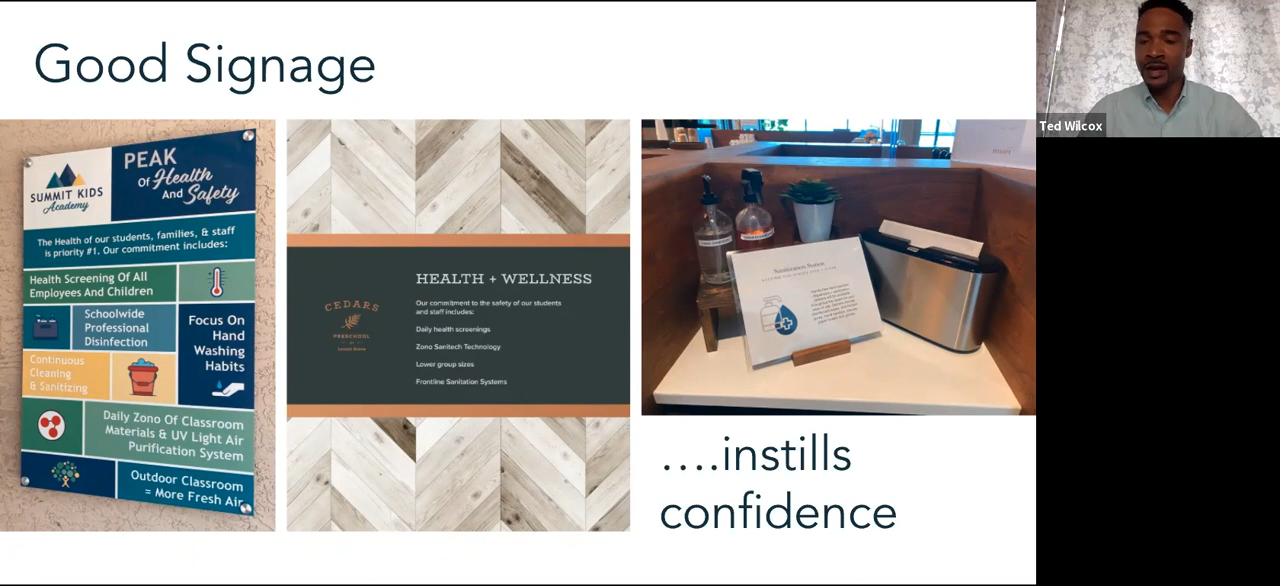 Good Signage
SUMMIT KIDS
Academy
PEAK
Of Health
And Safety
The Health of our students, families, & staff
is priority #1. Our commitment includes:
Health Screening Of All
Employees And Children
Schoolwide
Professional
Disinfection
Focus On
Hand
Washing
Habits
Continuous
Cleaning
& Sanitizing
Daily Zono Of Classroom
Materials & UV Light Air
Purification System
Outdoor Classroom
= More Fresh Air
CEDARS
PRESCHOOL
HEALTH + WELLNESS
Our commitment to the safety of our students
and staff includes:
Daily health screenings
Zono Sanitech Technology
Lower group sizes
Frontline Sanitation Systems
Sanitization Station
....instills
confidence
Ted Wilcox